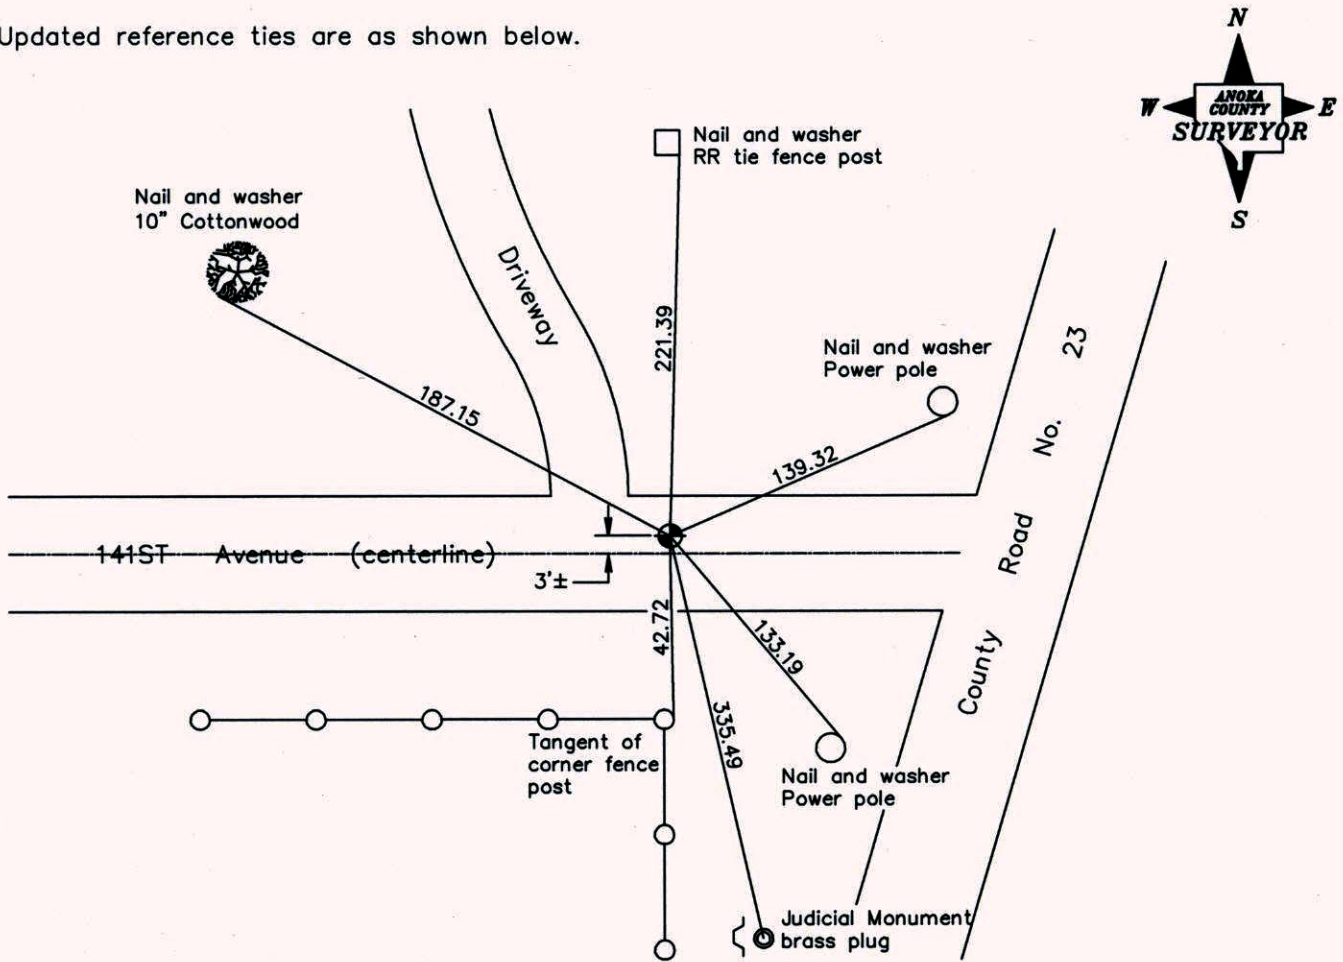 Updated reference ties are as shown below.
N
W
ANOKA
COUNTY
E
SURVEYOR
S
Nail and washer
RR tie fence post
Nail and washer
10" Cottonwood
Driveway
221.39
Nail and washer
Power pole
187.15
139.32
County Road No. 23
141ST Avenue (centerline)
3'±
42.72
133.19
335.49
Tangent of
corner fence
post
Nail and washer
Power pole
Judicial Monument
brass plug